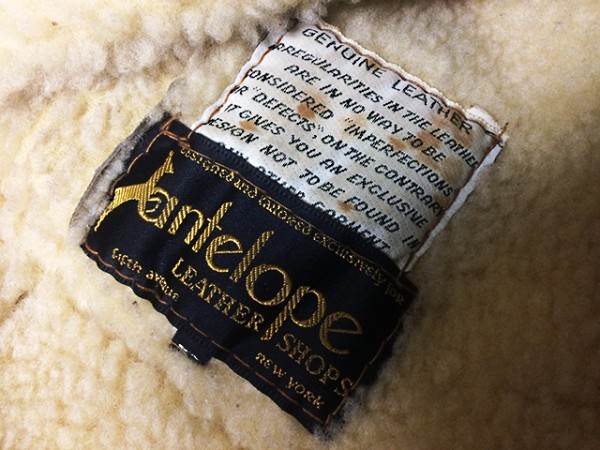 GENUINE LEATHER
IRREGULARITIES IN THE LEATHER
ARE IN NO WAY TO BE
CONSIDERED "IMPERFECTIONS
OR "DEFECTS", ON THE CONTRARY
IT GIVES YOU AN EXCLUSIVE
DESIGN NOT TO BE FOUND IN
GARMENT
designed and tailored exclusively for
antelope
LEATHER SHOPS
fifth avenue
new york